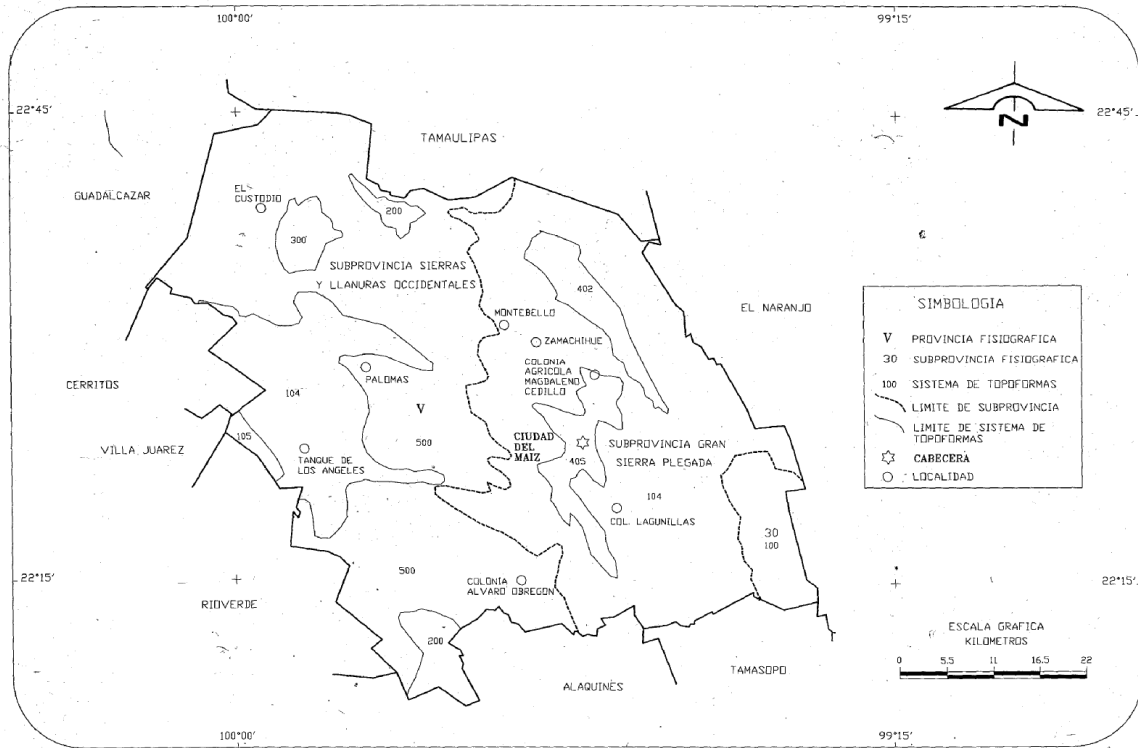 100°00'
99°15'
22°45'
22°45'
TAMAULIPAS
N
GUADALCAZAR
EL
CUSTODIO
200
300
SUBPROVINCIA SIERRAS
Y LLANURAS OCCIDENTALES
402
EL NARANJO
MONTEBELLO
ZAMACHIHUE
COLONIA
AGRICOLA
MAGDALENO
CEDILLO
CERRITOS
PALOMAS
104
V
500
105
VILLA JUAREZ
TANQUE DE
LOS ANGELES
CIUDAD
DEL
MAIZ
SUBPROVINCIA GRAN
SIERRA PLEGADA
405
104
COL. LAGUNILLAS
30
100
SIMBOLOGIA
V PROVINCIA FISIOGRAFICA
30 SUBPROVINCIA FISIOGRAFICA
100 SISTEMA DE TOPOFORMAS
LIMITE DE SUBPROVINCIA
LIMITE DE SISTEMA DE
TOPOFORMAS
CABECERA
LOCALIDAD
22°15'
500
COLONIA
ALVARO OBREGON
22°15'
RIOVERDE
200
ALAQUINES
TAMASOPO
ESCALA GRAFICA
KILOMETROS
0 5.5 11 16.5 22
100°00'
99°15'